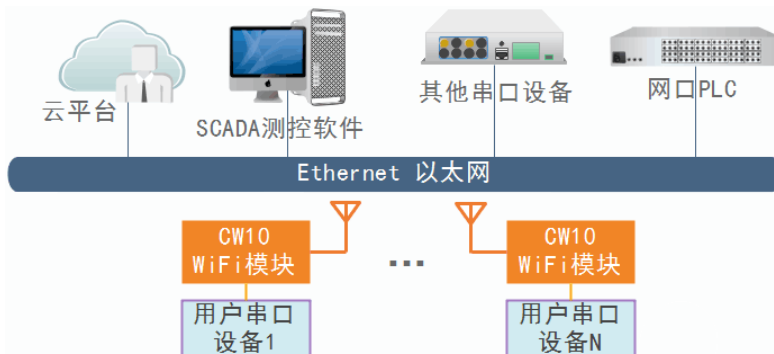 云平台
SCADA测控软件
其他串口设备
网口PLC
Ethernet 以太网
CW10
WiFi模块
...
CW10
WiFi模块
用户串口
设备1
用户串口
设备N